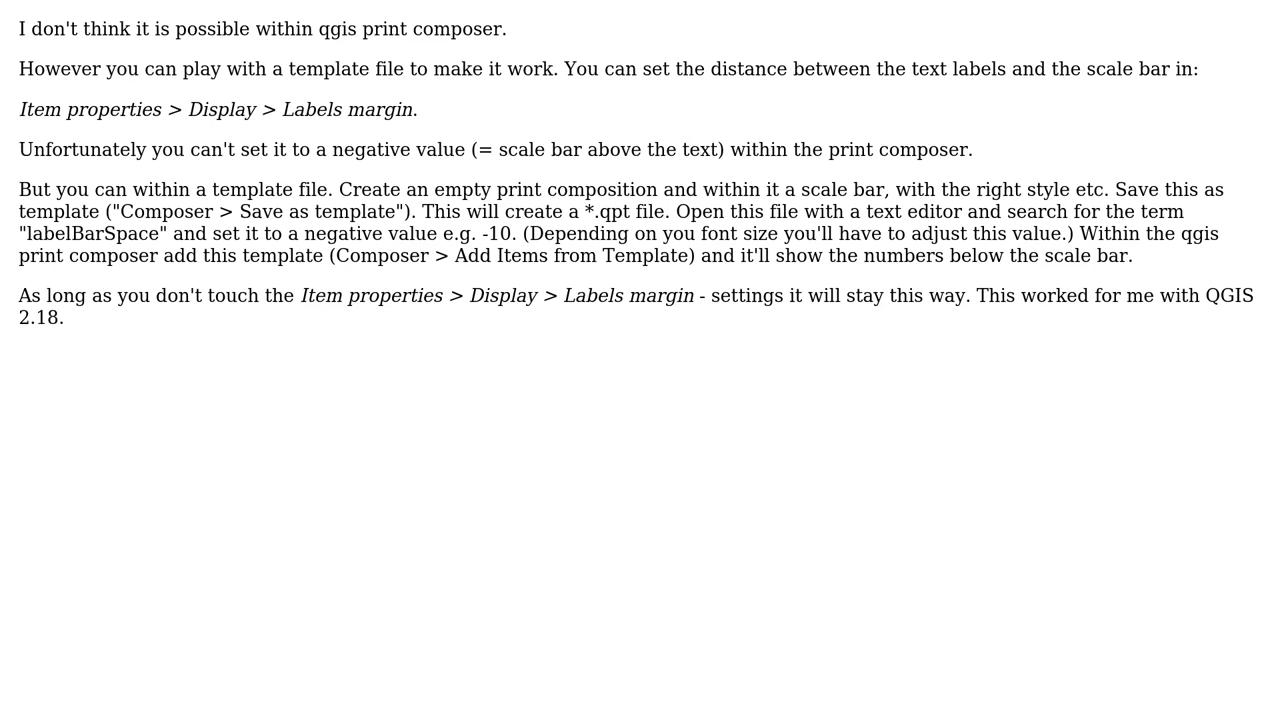 I don't think it is possible within qgis print composer.
However you can play with a template file to make it work. You can set the distance between the text labels and the scale bar in:
Item properties > Display > Labels margin.
Unfortunately you can't set it to a negative value (= scale bar above the text) within the print composer.
But you can within a template file. Create an empty print composition and within it a scale bar, with the right style etc. Save this as
template ("Composer > Save as template"). This will create a *.qpt file. Open this file with a text editor and search for the term
"labelBarSpace" and set it to a negative value e.g. -10. (Depending on you font size you'll have to adjust this value.) Within the qgis
print composer add this template (Composer > Add Items from Template) and it'll show the numbers below the scale bar.
As long as you don't touch the Item properties > Display > Labels margin - settings it will stay this way. This worked for me with QGIS
2.18.